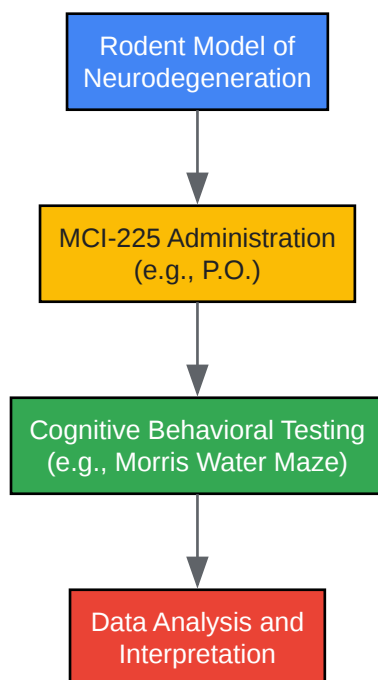 Rodent Model of
Neurodegeneration
MCI-225 Administration
(e.g., P.O.)
Cognitive Behavioral Testing
(e.g., Morris Water Maze)
Data Analysis and
Interpretation